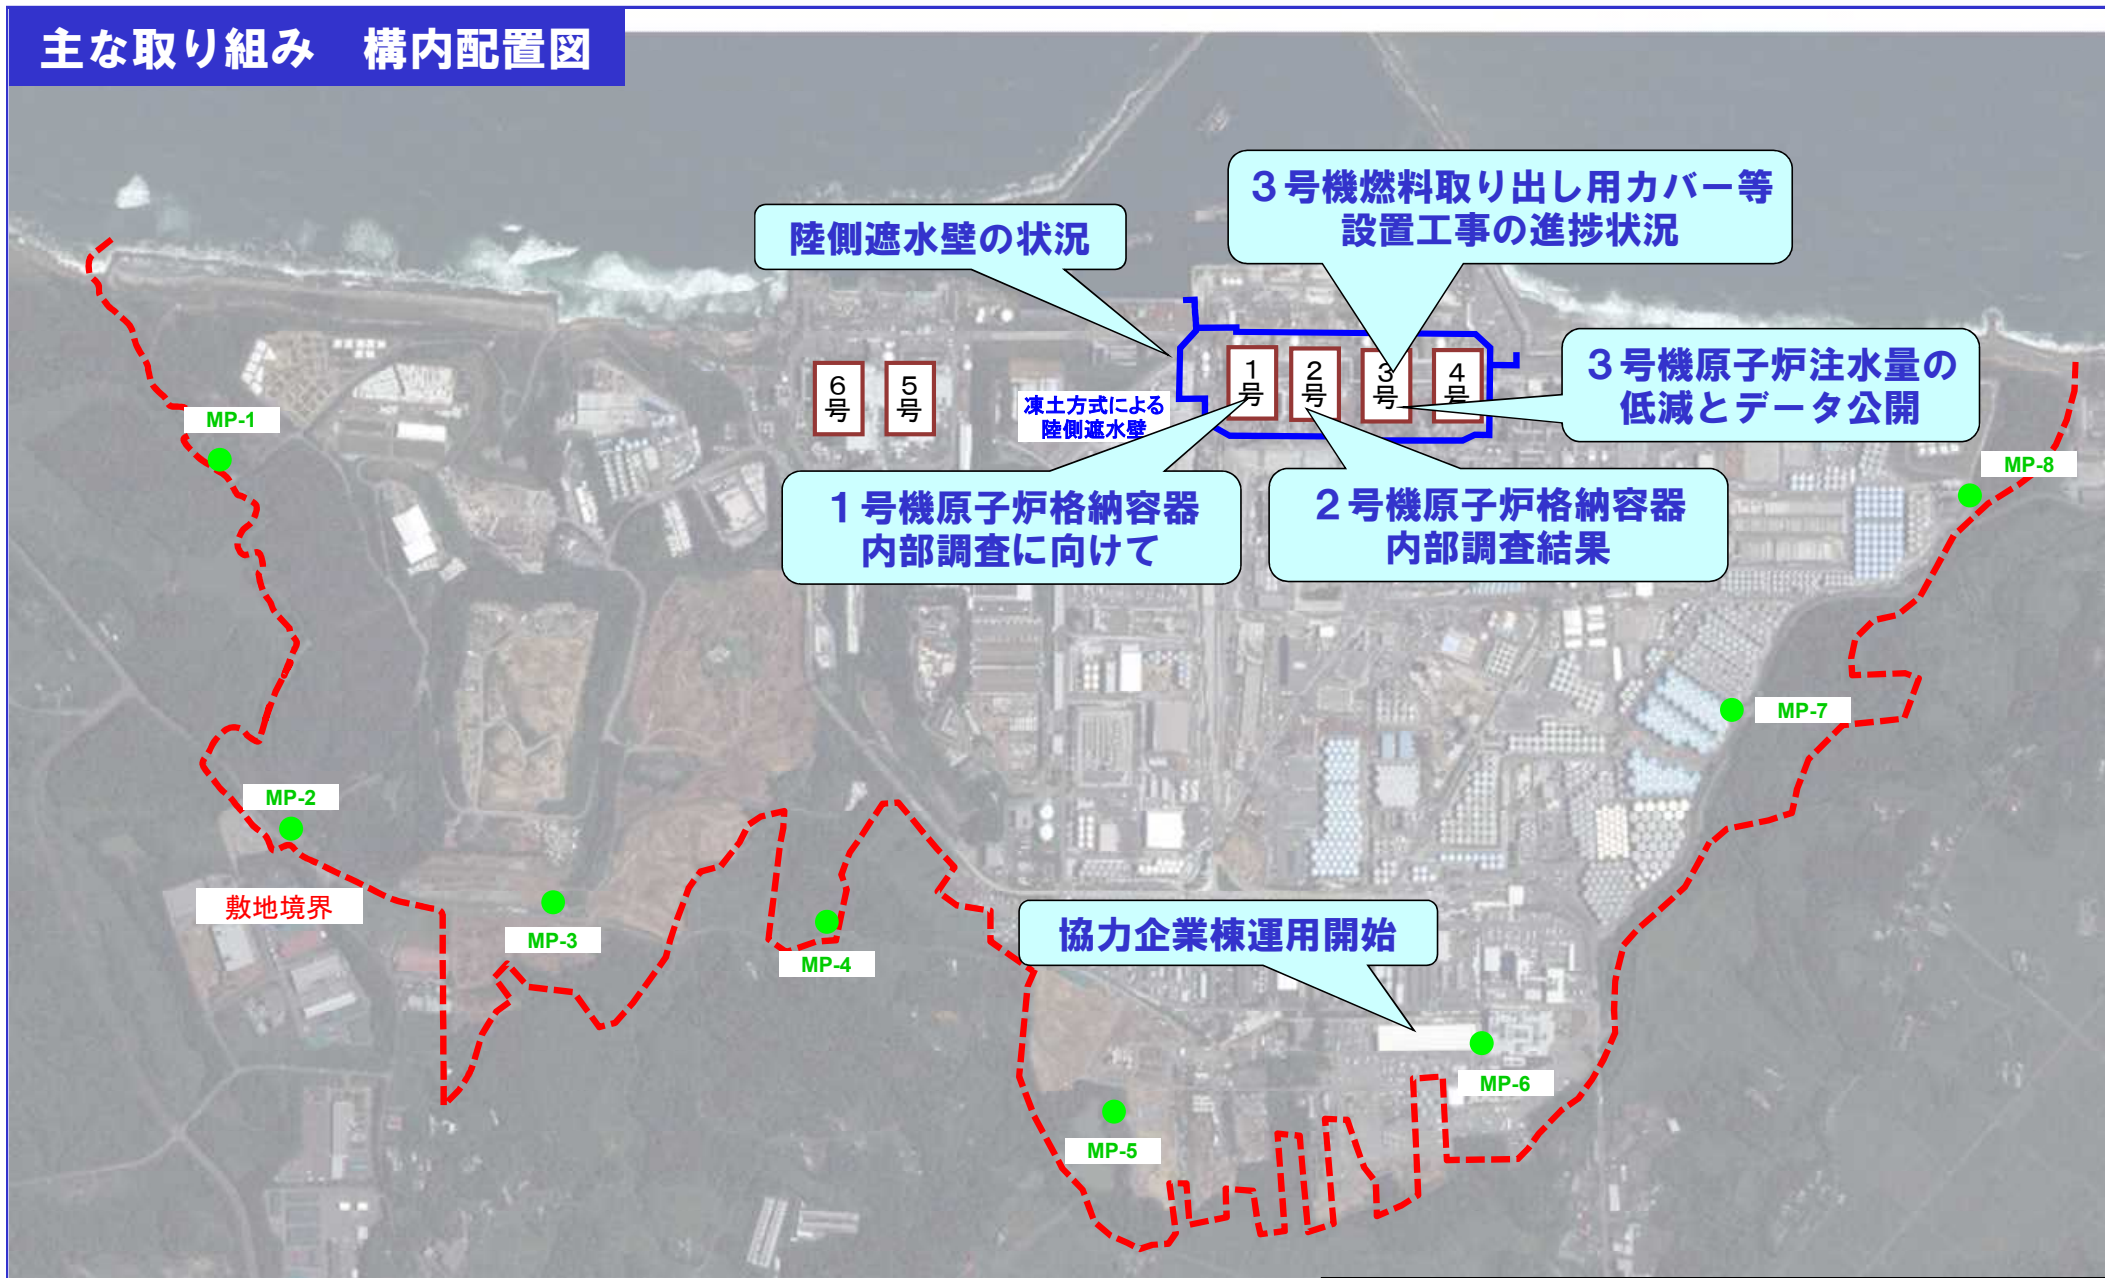 主な取り組み　構内配置図
3号機燃料取り出し用カバー等
設置工事の進捗状況
陸側遮水壁の状況
3号機原子炉注水量の
低減とデータ公開
6号
5号
1号
2号
3号
4号
凍土方式による
陸側遮水壁
MP-1
MP-8
1号機原子炉格納容器
内部調査に向けて
2号機原子炉格納容器
内部調査結果
MP-7
MP-2
敷地境界
MP-3
MP-4
協力企業棟運用開始
MP-6
MP-5